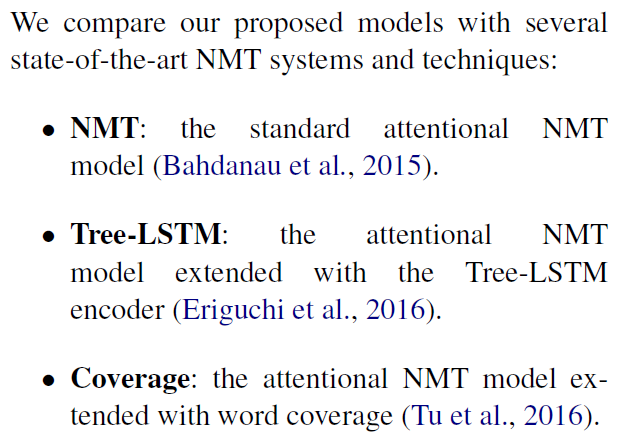 We compare our proposed models with several
state-of-the-art NMT systems and techniques:
• NMT: the standard attentional NMT
model (Bahdanau et al., 2015).
• Tree-LSTM: the attentional NMT
model extended with the Tree-LSTM
encoder (Eriguchi et al., 2016).
• Coverage: the attentional NMT model ex-
tended with word coverage (Tu et al., 2016).